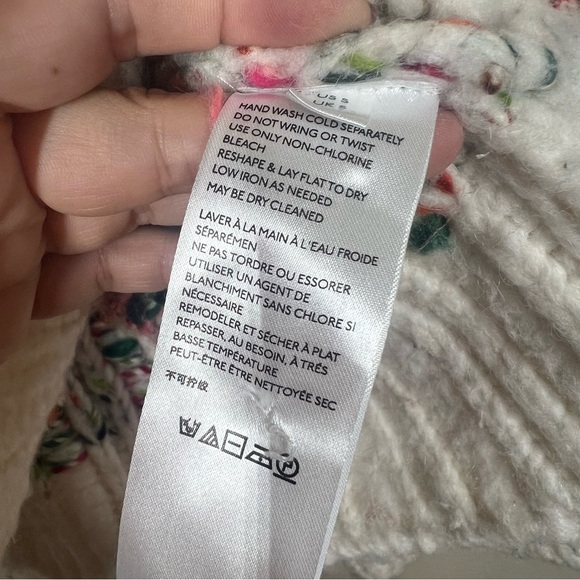 US S
UK S
HAND WASH COLD SEPARATELY
DO NOT WRING OR TWIST
USE ONLY NON-CHLORINE
BLEACH
RESHAPE & LAY FLAT TO DRY
LOW IRON AS NEEDED
MAY BE DRY CLEANED
LAVER À LA MAIN À L'EAU FROIDE
SÉPARÉMEN
NE PAS TORDRE OU ESSORER
UTILISER UN AGENT DE
BLANCHIMENT SANS CHLORE SI
NÉCESSAIRE
REMODELER ET SÉCHER À PLAT
REPASSER, AU BESOIN, À TRÉS
BASSE TEMPÉRATURE
PEUT-ÊTRE ÊTRE NETTOYÉE SEC
不可拧绞